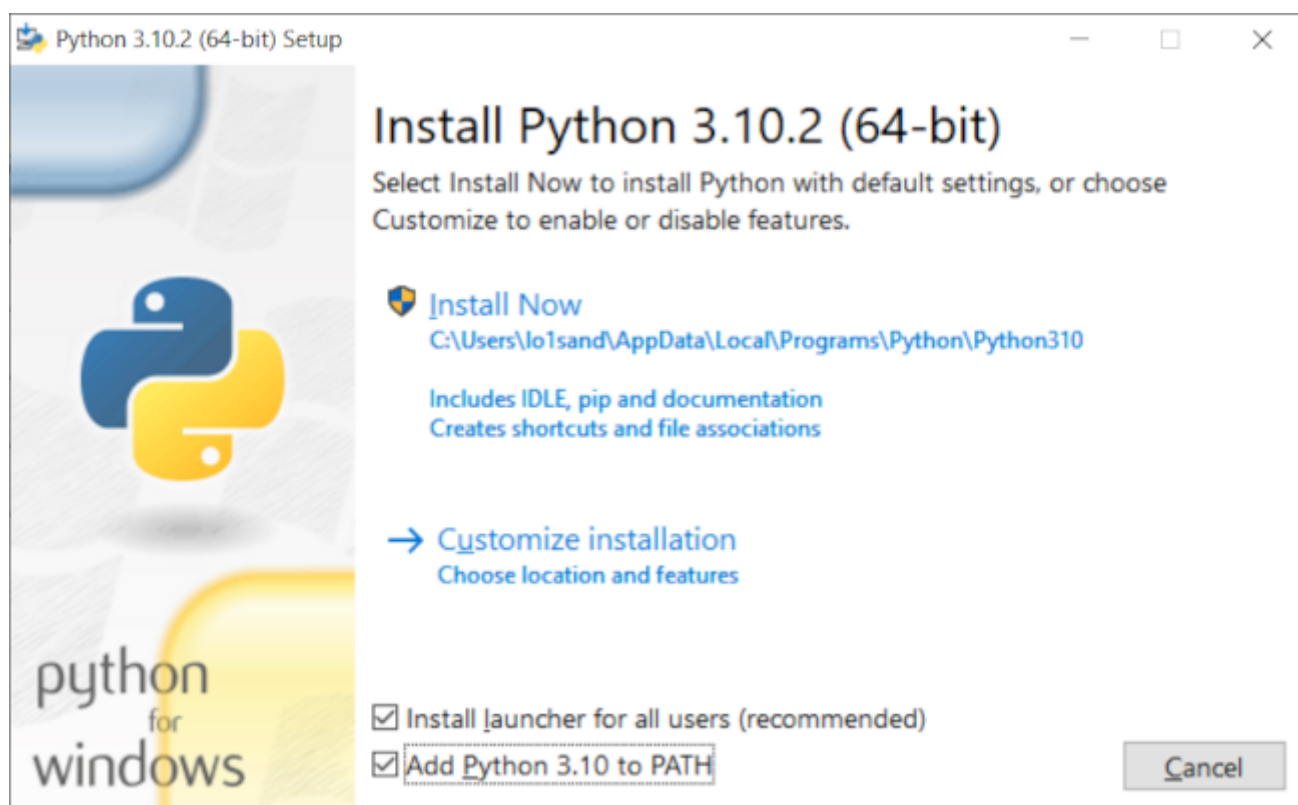 Python 3.10.2 (64-bit) Setup
Install Python 3.10.2 (64-bit)
Select Install Now to install Python with default settings, or choose
Customize to enable or disable features.
Install Now
C:\Users\lo1sand\AppData\Local\Programs\Python\Python310
Includes IDLE, pip and documentation
Creates shortcuts and file associations
Customize installation
Choose location and features
python
for
windows
Install launcher for all users (recommended)
Add Python 3.10 to PATH
Cancel